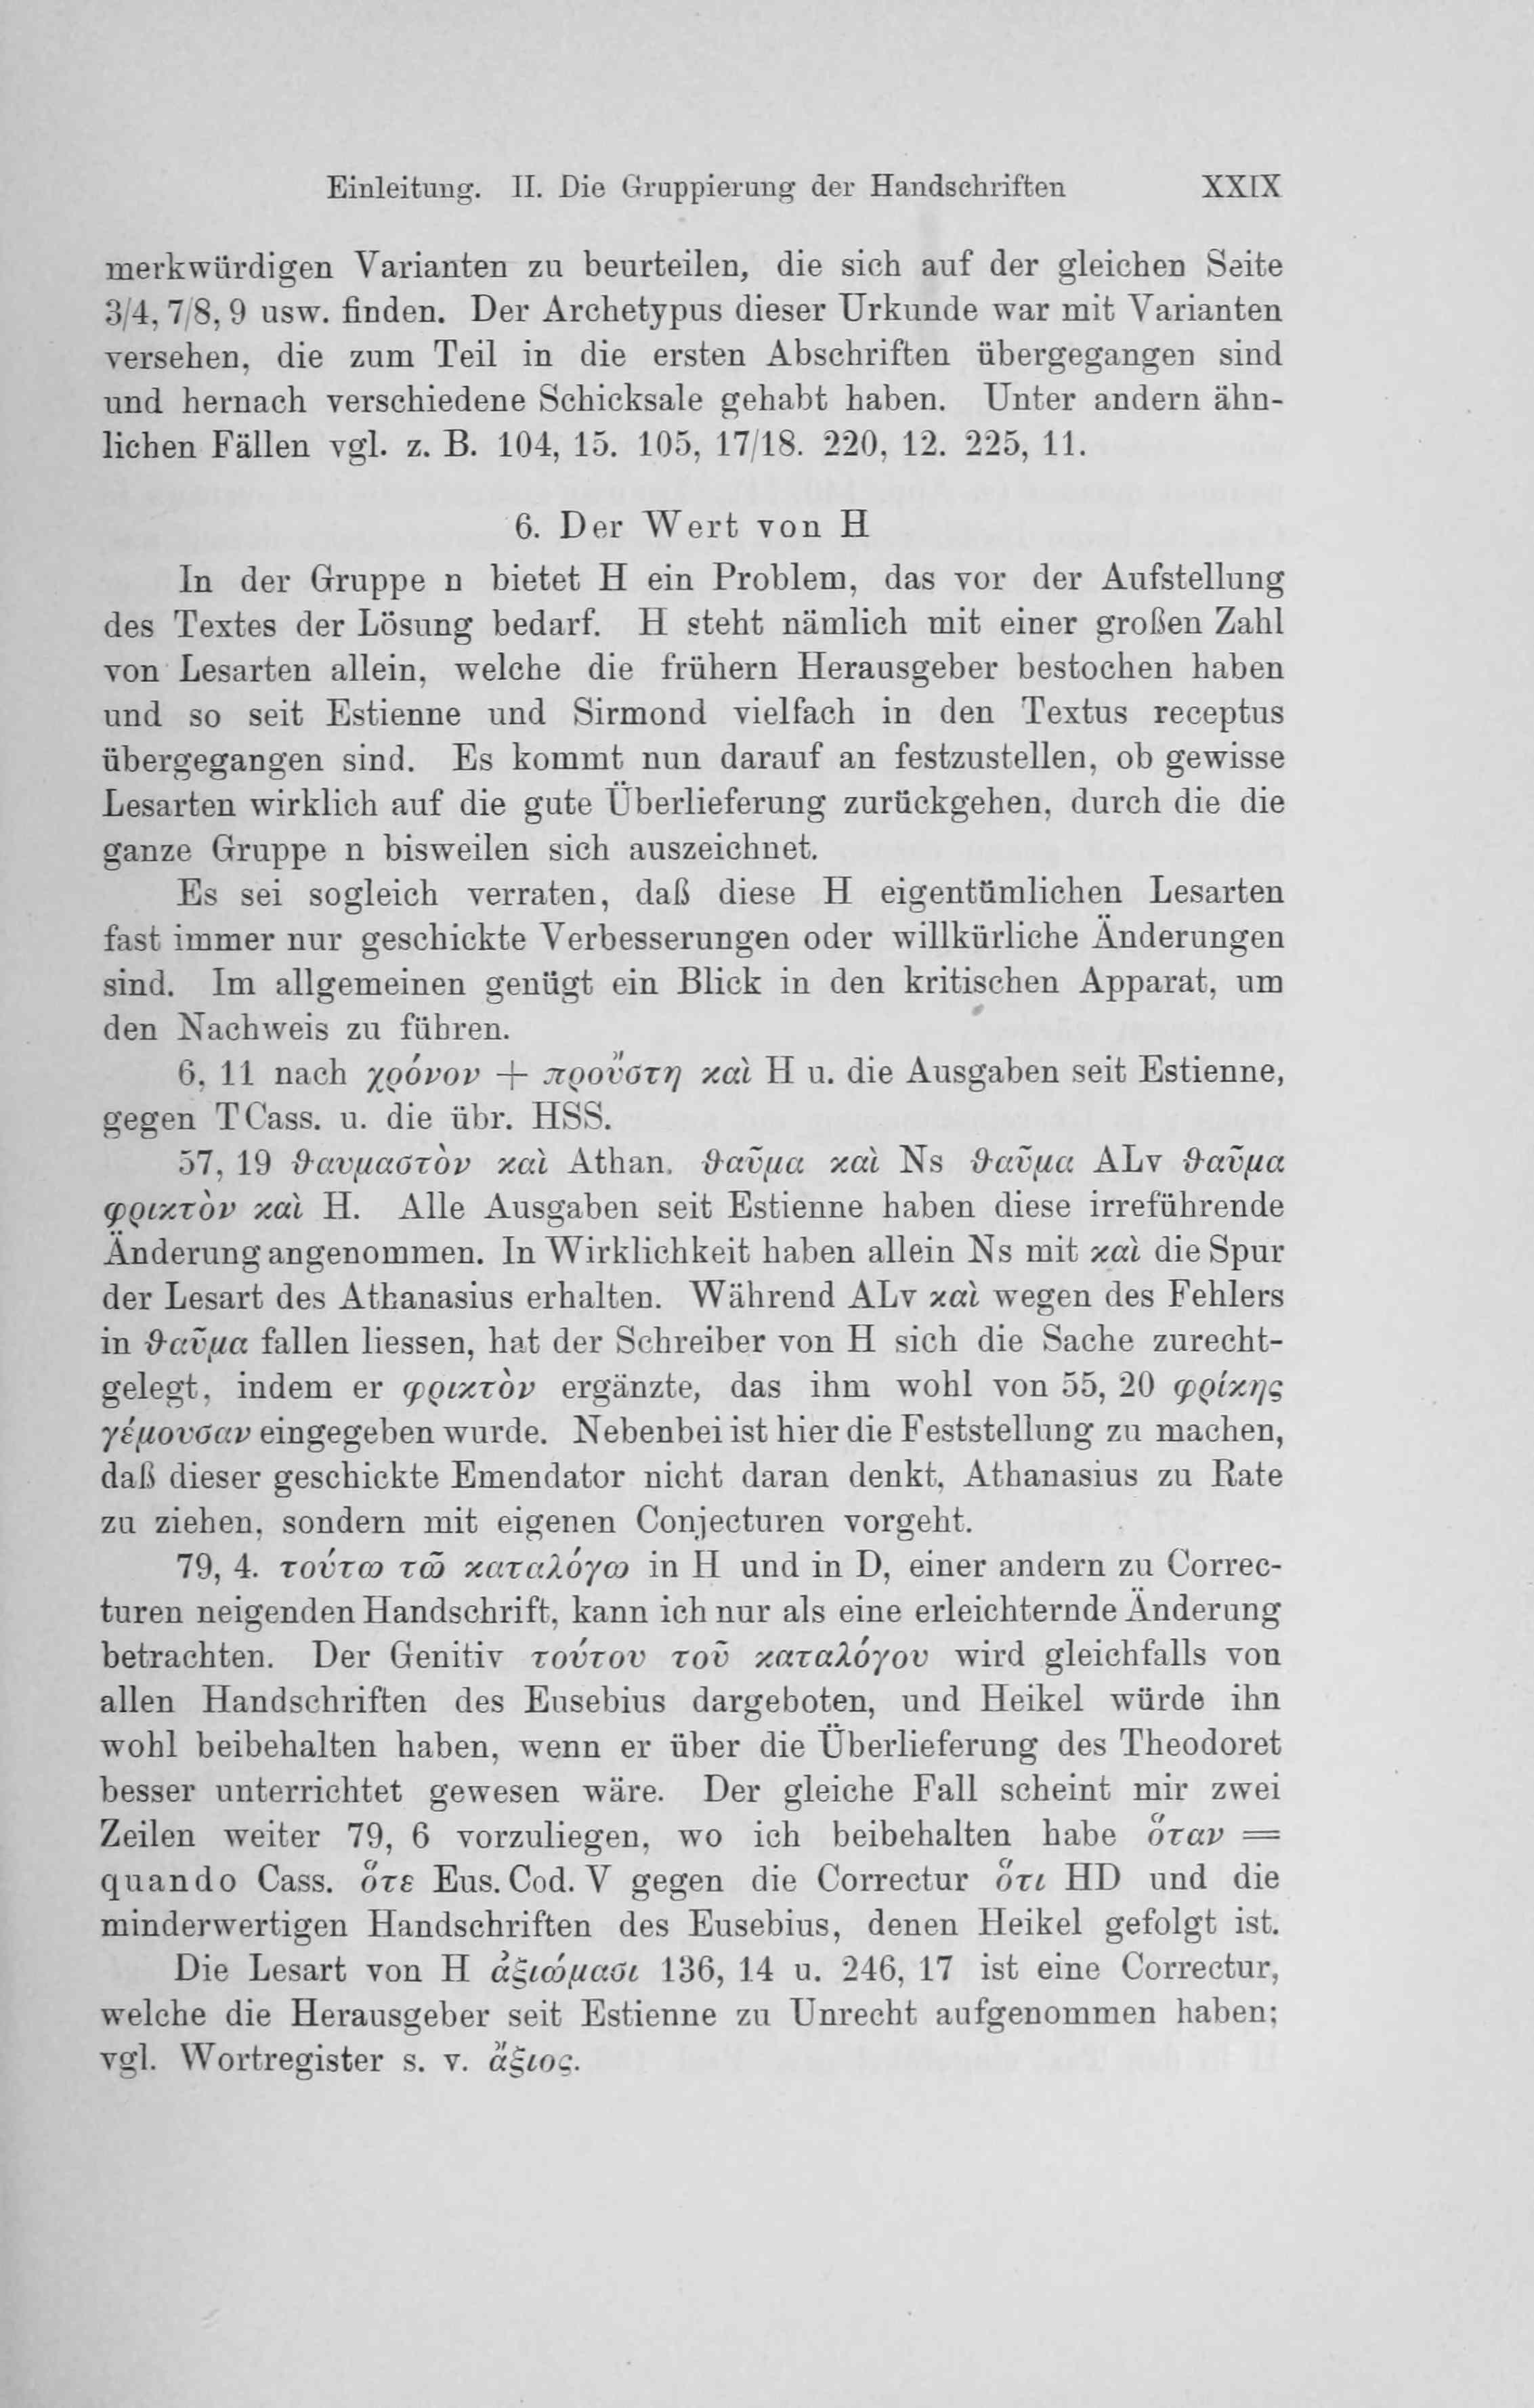 Einleitung. II. Die Gruppierung der Handschriften XXIX
merkwürdigen Varianten zu beurteilen, die sich auf der gleichen Seite
3/4, 7/8, 9 usw. finden. Der Archetypus dieser Urkunde war mit Varianten
versehen, die zum Teil in die ersten Abschriften übergegangen sind
und hernach verschiedene Schicksale gehabt haben. Unter andern ähn-
lichen Fällen vgl. z. B. 104, 15. 105, 17/18. 220, 12. 225, 11.
6. Der Wert von H
In der Gruppe n bietet H ein Problem, das vor der Aufstellung
des Textes der Lösung bedarf. H steht nämlich mit einer großen Zahl
von Lesarten allein, welche die frühern Herausgeber bestochen haben
und so seit Estienne und Sirmond vielfach in den Textus receptus
übergegangen sind. Es kommt nun darauf an festzustellen, ob gewisse
Lesarten wirklich auf die gute Überlieferung zurückgehen, durch die die
ganze Gruppe n bisweilen sich auszeichnet.
Es sei sogleich verraten, daß diese H eigentümlichen Lesarten
fast immer nur geschickte Verbesserungen oder willkürliche Änderungen
sind. Im allgemeinen genügt ein Blick in den kritischen Apparat, um
den Nachweis zu führen.
6, 11 nach χρόνον + προὔστη καὶ H u. die Ausgaben seit Estienne,
gegen TCass. u. die übr. HSS.
57, 19 θαυμαστὸν καὶ Athan. θαῦμα καὶ Ns θαῦμα ALv θαῦμα
φρικτὸν καὶ H. Alle Ausgaben seit Estienne haben diese irreführende
Änderung angenommen. In Wirklichkeit haben allein Ns mit καὶ die Spur
der Lesart des Athanasius erhalten. Während ALv καὶ wegen des Fehlers
in θαῦμα fallen liessen, hat der Schreiber von H sich die Sache zurecht-
gelegt, indem er φρικτὸν ergänzte, das ihm wohl von 55, 20 φρίκης
γέμουσαν eingegeben wurde. Nebenbei ist hier die Feststellung zu machen,
daß dieser geschickte Emendator nicht daran denkt, Athanasius zu Rate
zu ziehen, sondern mit eigenen Conjecturen vorgeht.
79, 4. τούτω τῶ καταλόγω in H und in D, einer andern zu Correc-
turen neigenden Handschrift, kann ich nur als eine erleichternde Änderung
betrachten. Der Genitiv τούτου τοῦ καταλόγου wird gleichfalls von
allen Handschriften des Eusebius dargeboten, und Heikel würde ihn
wohl beibehalten haben, wenn er über die Überlieferung des Theodoret
besser unterrichtet gewesen wäre. Der gleiche Fall scheint mir zwei
Zeilen weiter 79, 6 vorzuliegen, wo ich beibehalten habe ὅταν =
quando Cass. ὅτε Eus. Cod. V gegen die Correctur ὅτι HD und die
minderwertigen Handschriften des Eusebius, denen Heikel gefolgt ist.
Die Lesart von H ἀξιώμασι 136, 14 u. 246, 17 ist eine Correctur,
welche die Herausgeber seit Estienne zu Unrecht aufgenommen haben;
vgl. Wortregister s. v. ἄξιος.